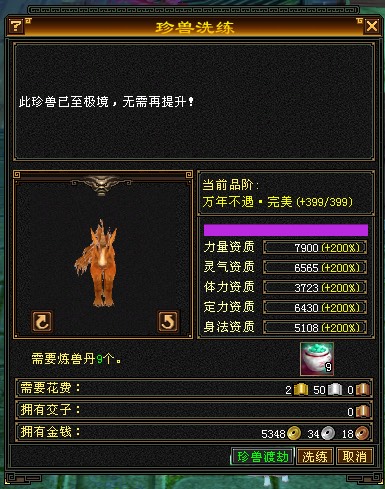 ?
珍兽洗练
X
此珍兽已至极境，无需再提升！
当前品阶：
万年不遇·完美(+399/399)
力量资质 7900(+200%)
灵气资质 6565(+200%)
体力资质 3723(+200%)
定力资质 6430(+200%)
身法资质 5108(+200%)
需要炼兽丹9个。
9
需要花费： 2 50 0
拥有交子： 0
拥有金钱： 5348 34 18
珍兽渡劫 洗练 取消